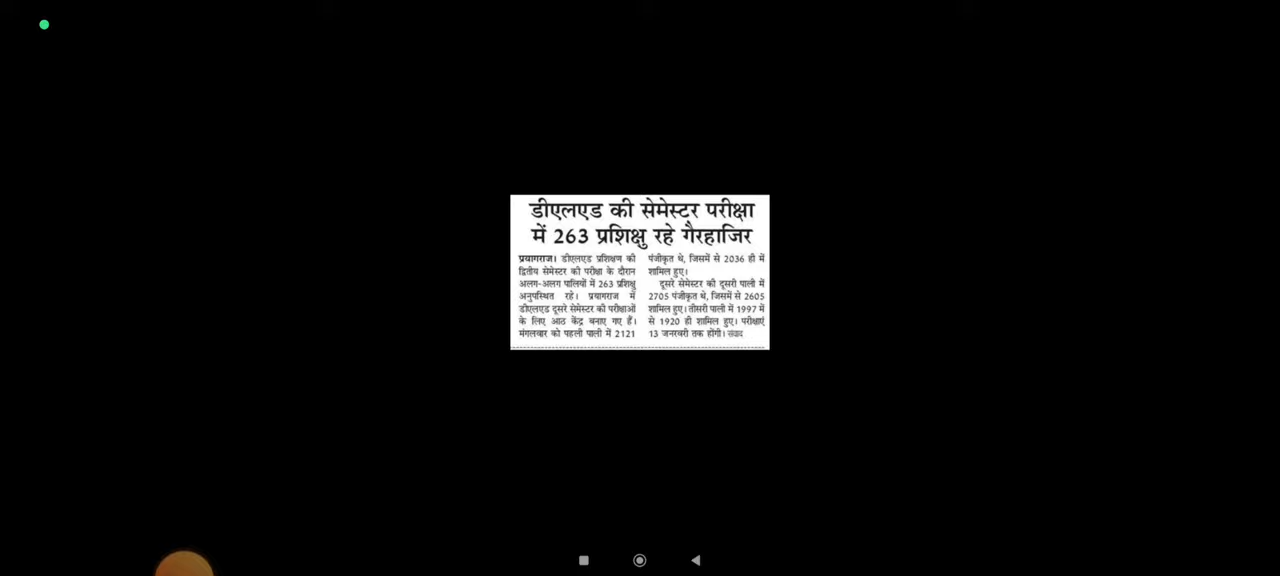 डीएलएड की सेमेस्टर परीक्षा
में 263 प्रशिक्षु रहे गैरहाजिर
प्रयागराज। डीएलएड प्रशिक्षण की
द्वितीय सेमेस्टर की परीक्षा के दौरान
अलग-अलग पालियों में 263 प्रशिक्षु
अनुपस्थित रहे। प्रयागराज में
डीएलएड दूसरे सेमेस्टर की परीक्षाओं
के लिए आठ केंद्र बनाए गए हैं।
मंगलवार को पहली पाली में 2121
पंजीकृत थे, जिसमें से 2036 ही में
शामिल हुए।
दूसरे सेमेस्टर की दूसरी पाली में
2705 पंजीकृत थे, जिसमें से 2605
शामिल हुए। तीसरी पाली में 1997 में
से 1920 ही शामिल हुए। परीक्षाएं
13 जनरवरी तक होंगी। संवाद